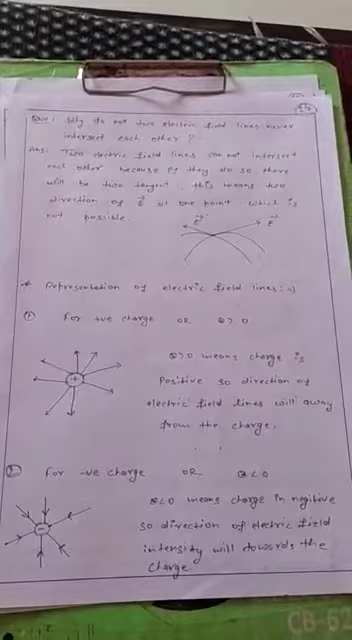 Que: Why do not two electric field lines never
intersect each other?
Ans: Two electric field lines can not intersect
each other because if they do so there
will be two tangent, this means two
direction of E⃗ at one point which is
not possible.
E⃗ E⃗
* Representation of electric field lines:-)
① For +ve charge OR Q>0
Q>0 means charge is
Positive so direction of
electric field lines will away
from the charge.
+
② For -ve charge OR Q<0
Q<0 means charge in negitive
so direction of electric field
intensity will towards the
charge
−
CB-62